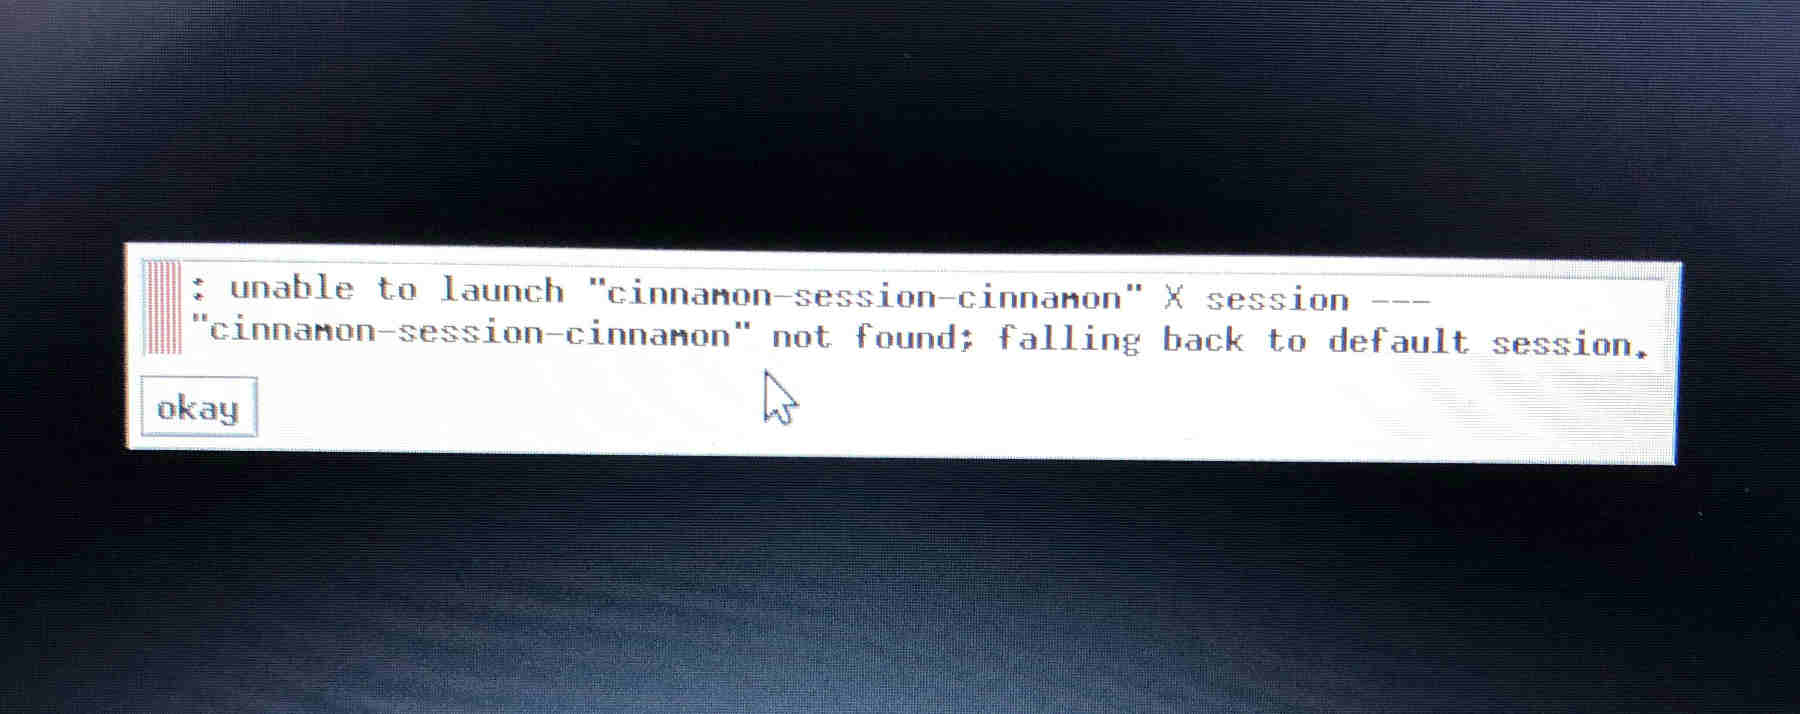 : unable to launch "cinnamon-session-cinnamon" X session ---
"cinnamon-session-cinnamon" not found; falling back to default session.
okay